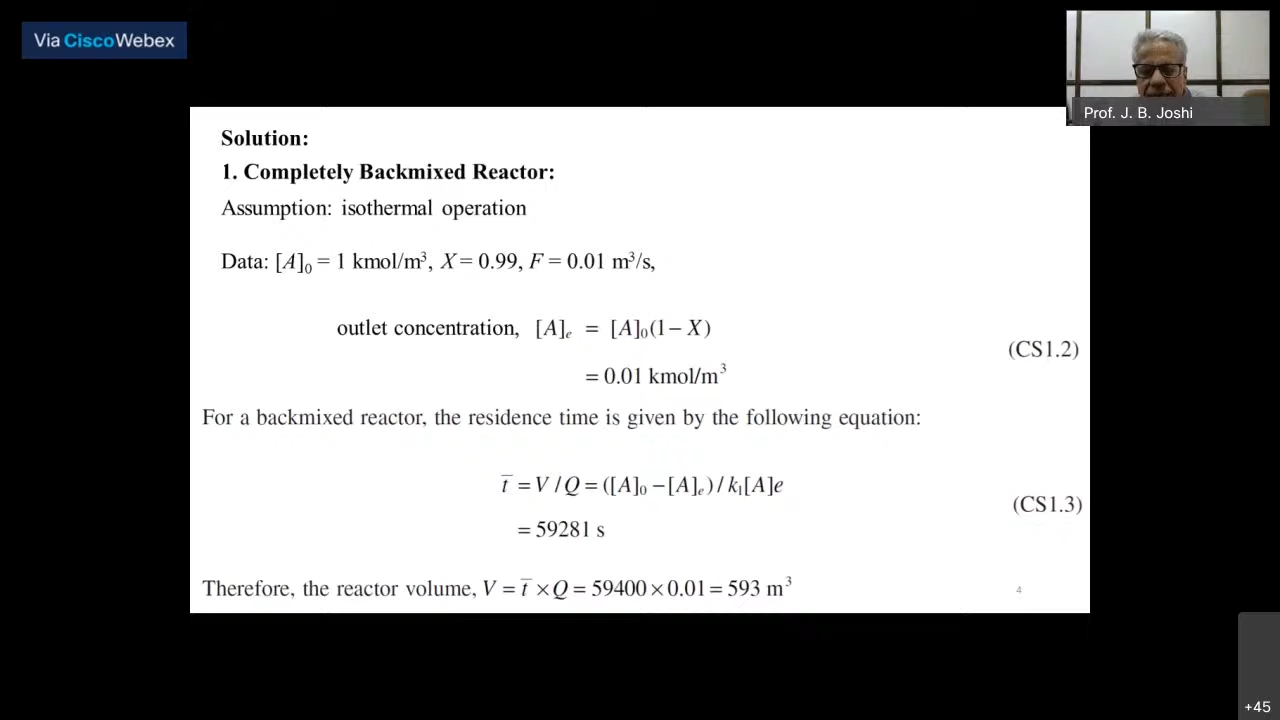 Via CiscoWebex
Prof. J. B. Joshi
Solution:
1. Completely Backmixed Reactor:
Assumption: isothermal operation
Data: [A]₀ = 1 kmol/m³, X = 0.99, F = 0.01 m³/s,
outlet concentration, [A]ₑ = [A]₀(1 − X)
= 0.01 kmol/m³
(CS1.2)
For a backmixed reactor, the residence time is given by the following equation:
t̅ = V / Q = ([A]₀ − [A]ₑ) / k₁[A]e
= 59281 s
(CS1.3)
Therefore, the reactor volume, V = t̅ × Q = 59400 × 0.01 = 593 m³
4
+45